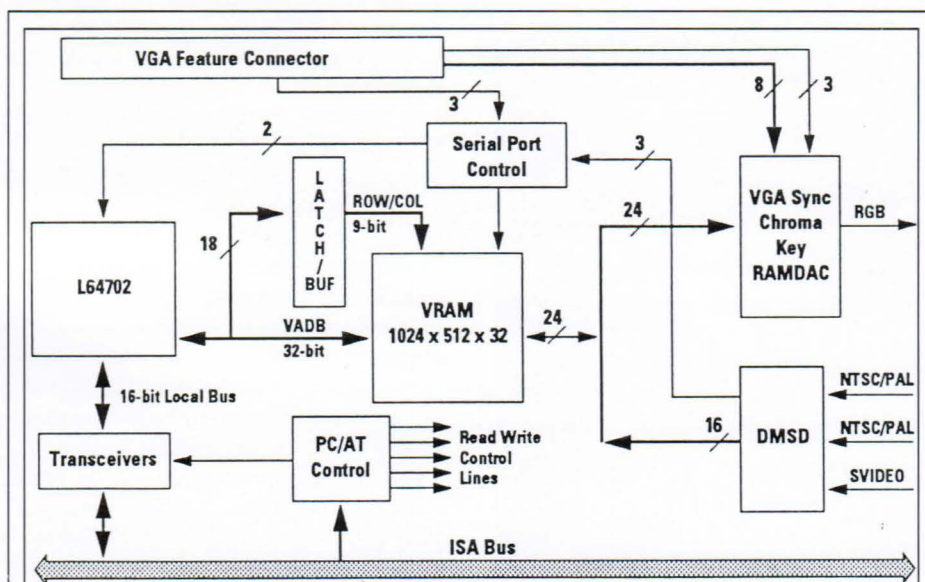 VGA Feature Connector
3
8
3
2
Serial Port
Control
3
L
A
T
C
H
/
BUF
ROW/COL
9-bit
24
VGA Sync
Chroma
Key
RAMDAC
RGB
18
L64702
VRAM
1024 x 512 x 32
VADB
32-bit
24
16-bit Local Bus
NTSC/PAL
Transceivers
PC/AT
Control
Read Write
Control
Lines
16
DMSD
NTSC/PAL
SVIDEO
ISA Bus